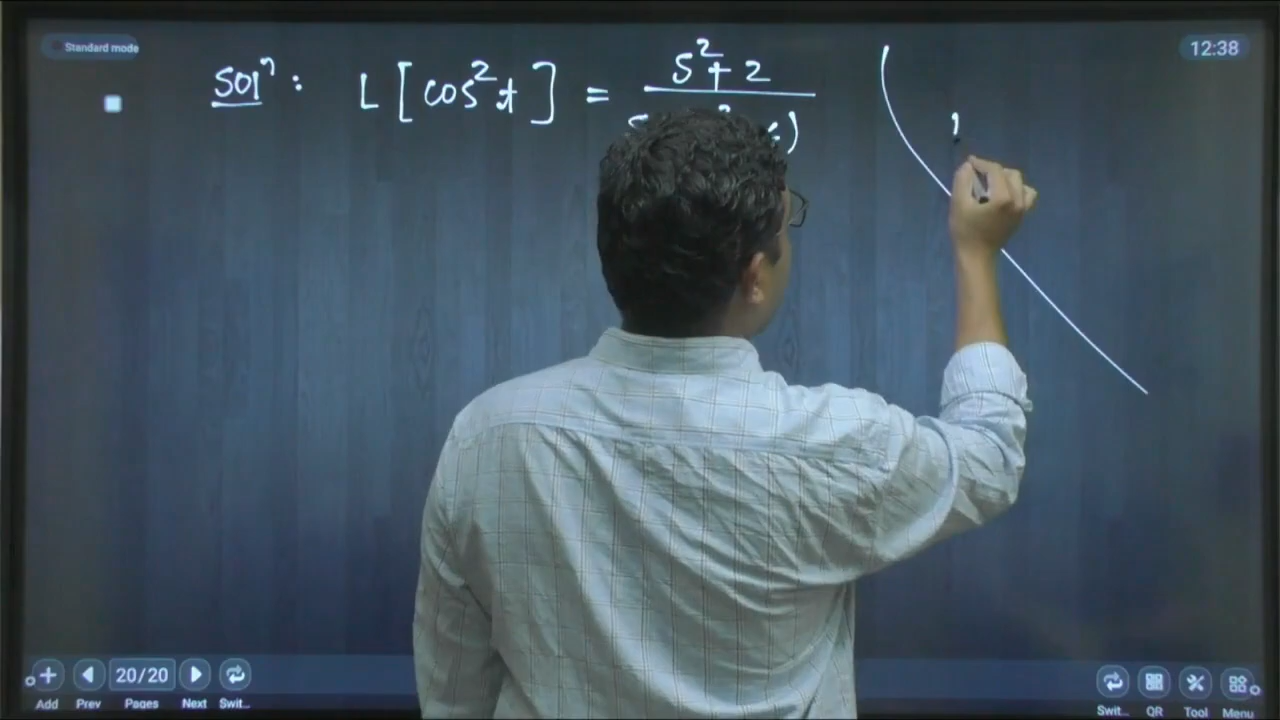 Standard mode
12:38
Solⁿ : L [cos²t] = s²+2
)
20/20
Add Prev Pages Next Swit... Swit... QR Tool Menu